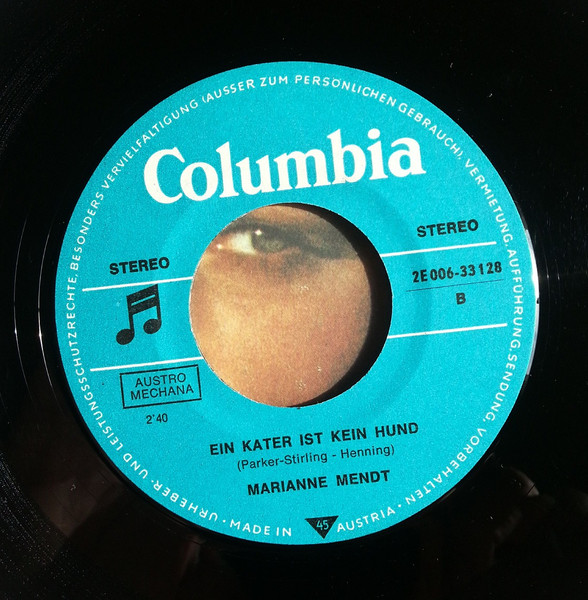 URHEBER- UND LEISTUNGSSCHUTZRECHTE, BESONDERS VERVIELFALTIGUNG (AUSSER ZUM PERSÖNLICHEN GEBRAUCH), VERMIETUNG, AUFFÜHRUNG, SENDUNG, VORBEHALTEN ·
Columbia
STEREO
STEREO
2E 006-33 128
B
AUSTRO
MECHANA
2'40
EIN KATER IST KEIN HUND
(Parker-Stirling - Henning)
MARIANNE MENDT
MADE IN 45 AUSTRIA